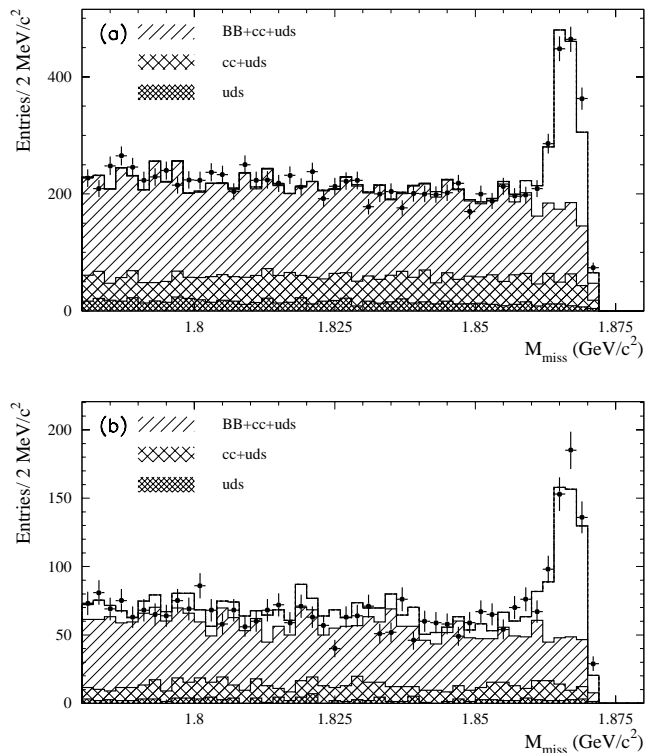 (a)
BB+cc+uds
cc+uds
uds
Entries/ 2 MeV/c²
400
200
0
1.8
1.825
1.85
1.875
M_miss (GeV/c²)
(b)
BB+cc+uds
cc+uds
uds
Entries/ 2 MeV/c²
200
150
100
50
0
1.8
1.825
1.85
1.875
M_miss (GeV/c²)